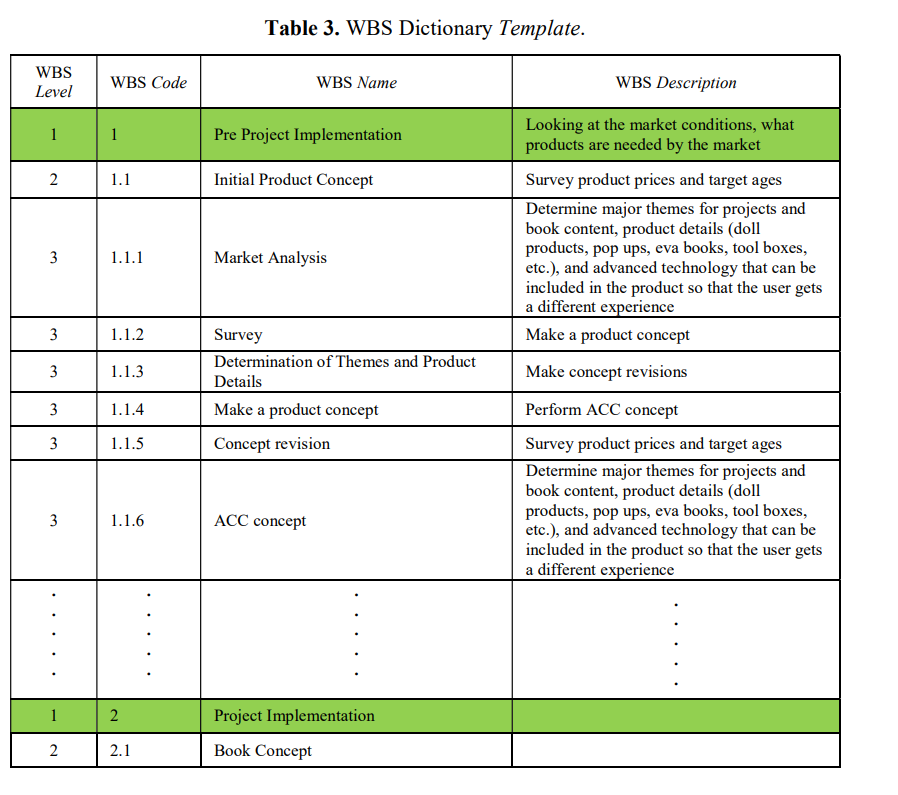 Table 3. WBS Dictionary Template.
WBS
Level
WBS Code
WBS Name
WBS Description
1
1
Pre Project Implementation
Looking at the market conditions, what
products are needed by the market
2
1.1
Initial Product Concept
Survey product prices and target ages
3
1.1.1
Market Analysis
Determine major themes for projects and
book content, product details (doll
products, pop ups, eva books, tool boxes,
etc.), and advanced technology that can be
included in the product so that the user gets
a different experience
3
1.1.2
Survey
Make a product concept
3
1.1.3
Determination of Themes and Product
Details
Make concept revisions
3
1.1.4
Make a product concept
Perform ACC concept
3
1.1.5
Concept revision
Survey product prices and target ages
3
1.1.6
ACC concept
Determine major themes for projects and
book content, product details (doll
products, pop ups, eva books, tool boxes,
etc.), and advanced technology that can be
included in the product so that the user gets
a different experience
. . . .
. . . .
. . . .
. . . .
. . . .
1
2
Project Implementation
2
2.1
Book Concept